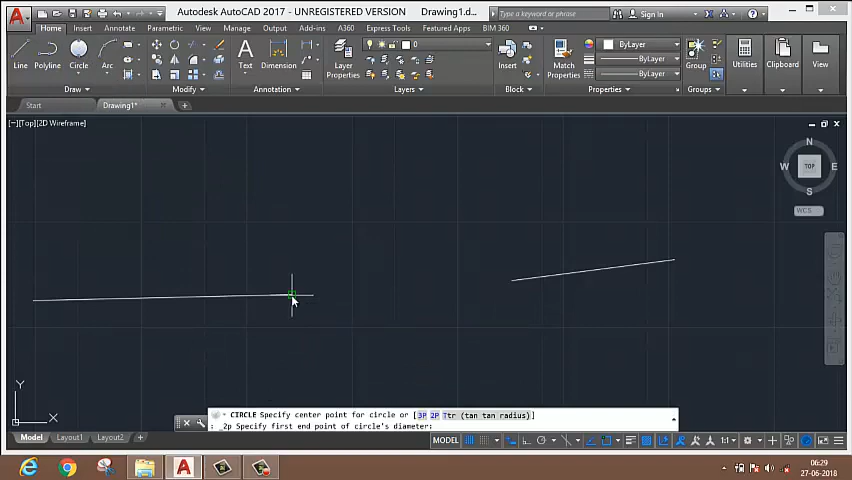 Autodesk AutoCAD 2017 - UNREGISTERED VERSION Drawing1.d...
Type a keyword or phrase
Sign In
Home Insert Annotate Parametric View Manage Output Add-ins A360 Express Tools Featured Apps BIM 360
Line Polyline Circle Arc
Text Dimension
Layer Properties
0
Insert
Match Properties
ByLayer
ByLayer
ByLayer
Group
Utilities Clipboard View
Draw Modify Annotation Layers Block Properties Groups
Start Drawing1*
[−][Top][2D Wireframe]
N
W TOP E
S
WCS
Y
X
CIRCLE Specify center point for circle or [3P 2P Ttr (tan tan radius)]
: _2p Specify first end point of circle's diameter:
Model Layout1 Layout2 +
MODEL
1:1
06:29
27-06-2018